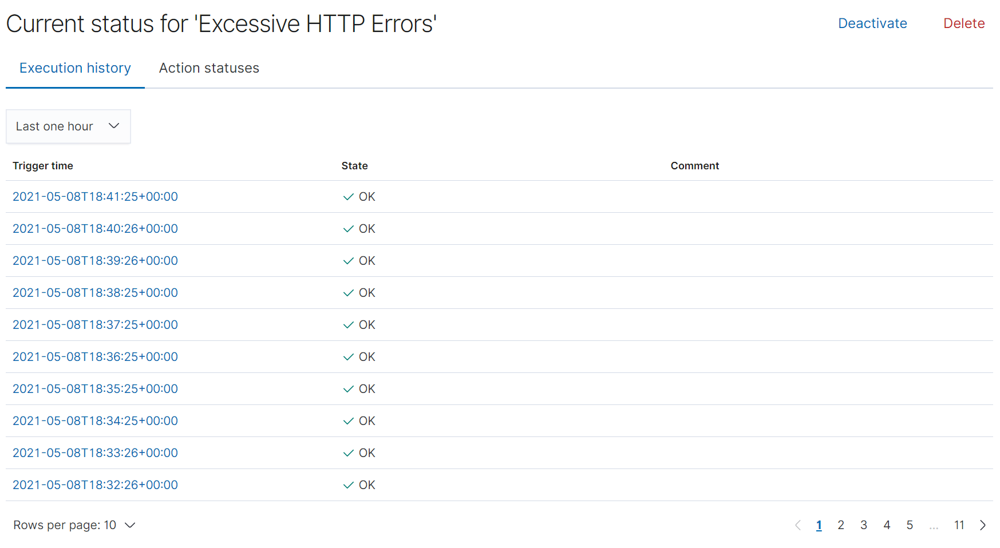 Current status for 'Excessive HTTP Errors'
Deactivate
Delete
Execution history
Action statuses
Last one hour
Trigger time State Comment
2021-05-08T18:41:25+00:00 OK
2021-05-08T18:40:26+00:00 OK
2021-05-08T18:39:26+00:00 OK
2021-05-08T18:38:25+00:00 OK
2021-05-08T18:37:25+00:00 OK
2021-05-08T18:36:25+00:00 OK
2021-05-08T18:35:25+00:00 OK
2021-05-08T18:34:25+00:00 OK
2021-05-08T18:33:26+00:00 OK
2021-05-08T18:32:26+00:00 OK
Rows per page: 10
1 2 3 4 5 ... 11